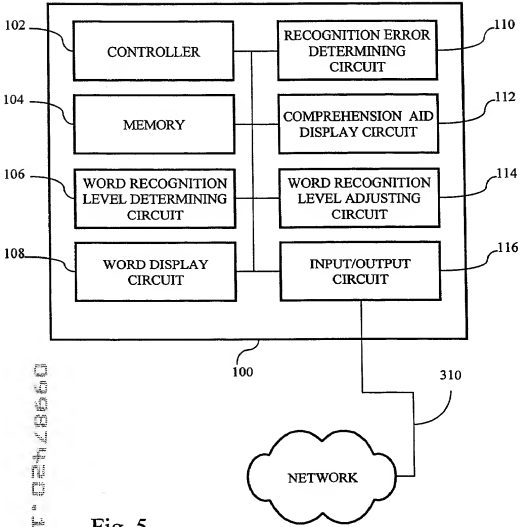 102
CONTROLLER
RECOGNITION ERROR
DETERMINING
CIRCUIT
110
104
MEMORY
COMPREHENSION AID
DISPLAY CIRCUIT
112
106
WORD RECOGNITION
LEVEL DETERMINING
CIRCUIT
WORD RECOGNITION
LEVEL ADJUSTING
CIRCUIT
114
108
WORD DISPLAY
CIRCUIT
INPUT/OUTPUT
CIRCUIT
116
100
310
NETWORK
Fig. 5